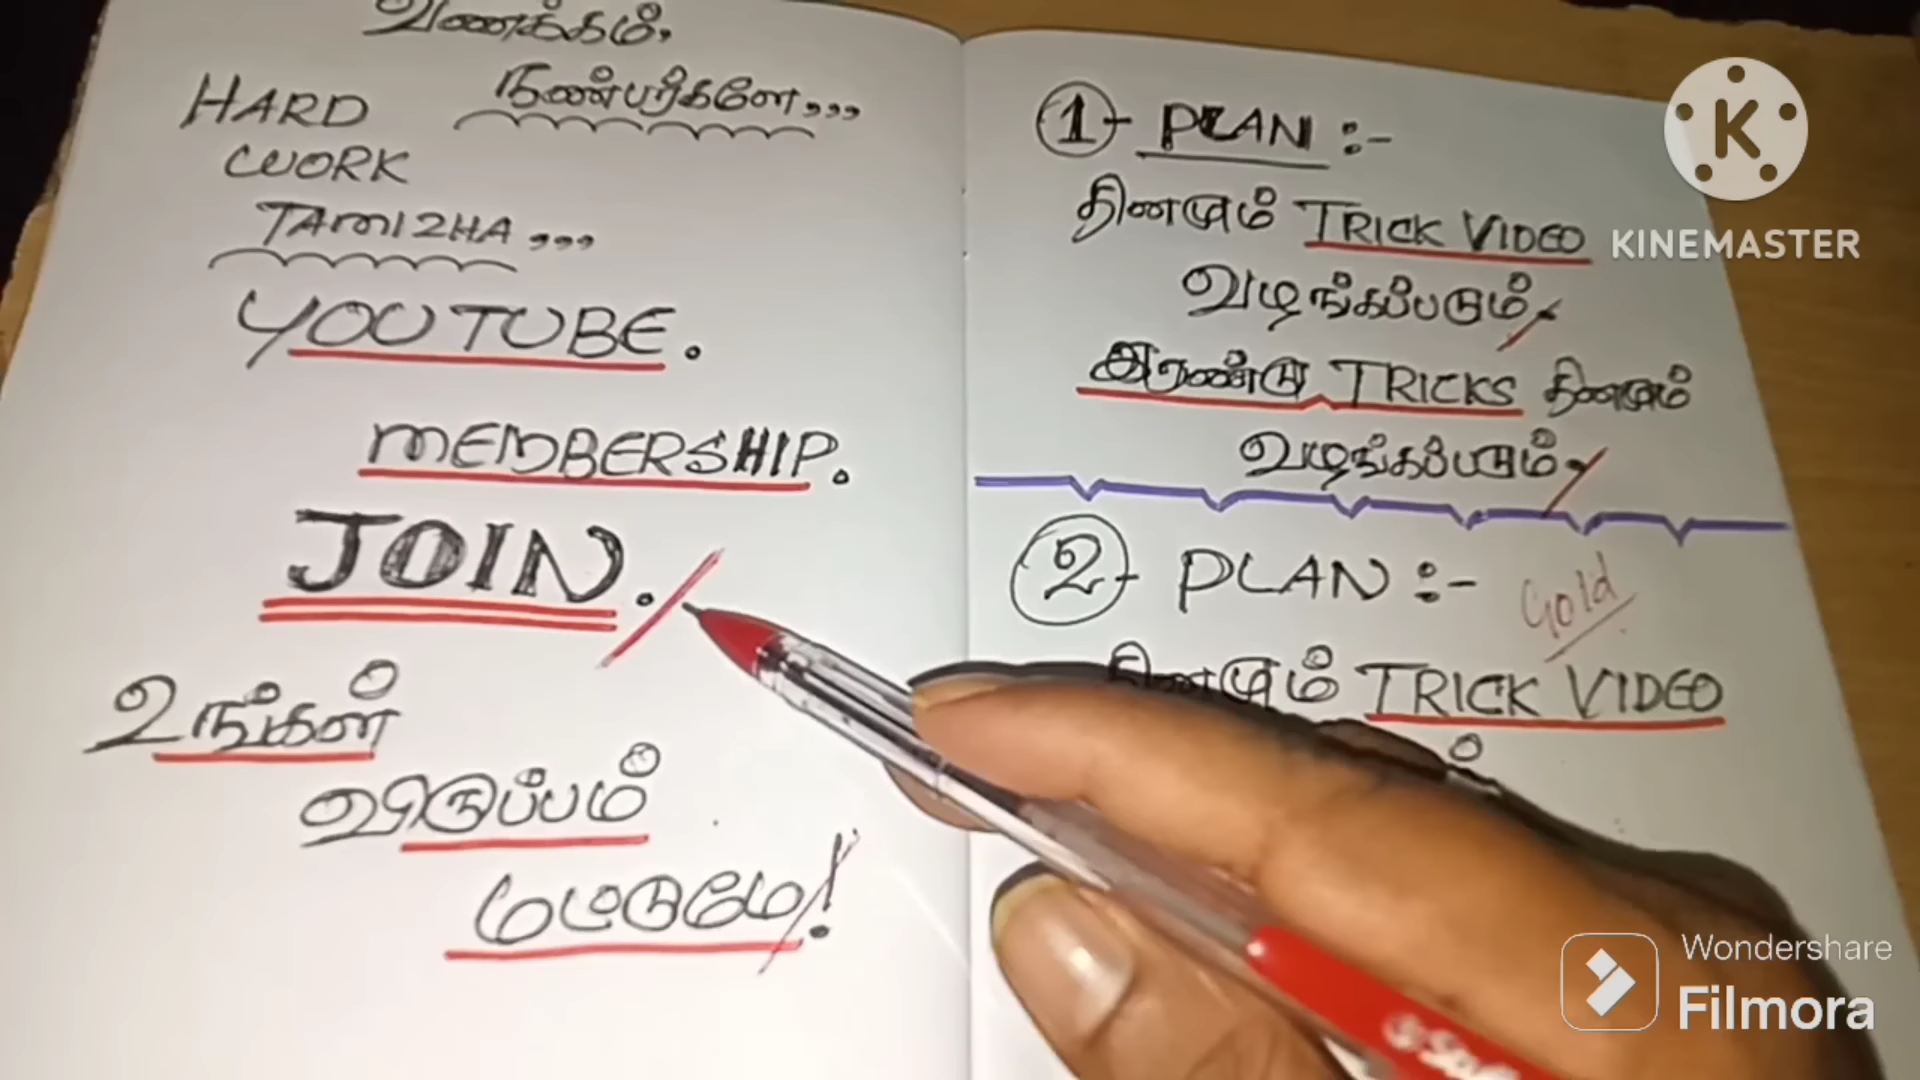 வணக்கம்,
நண்பர்களே,,,
HARD
WORK
TAMIZHA,,,
YOUTUBE.
MEMBERSHIP.
JOIN.
உங்கள்
விருப்பம்
மட்டுமே!
1- PLAN :-
தினமும் TRICK VIDEO
வழங்கப்படும்
இரண்டு TRICKS தினமும்
வழங்கப்படும்
2- PLAN :-
Gold
தினமும் TRICK VIDEO
KINEMASTER
Wondershare
Filmora